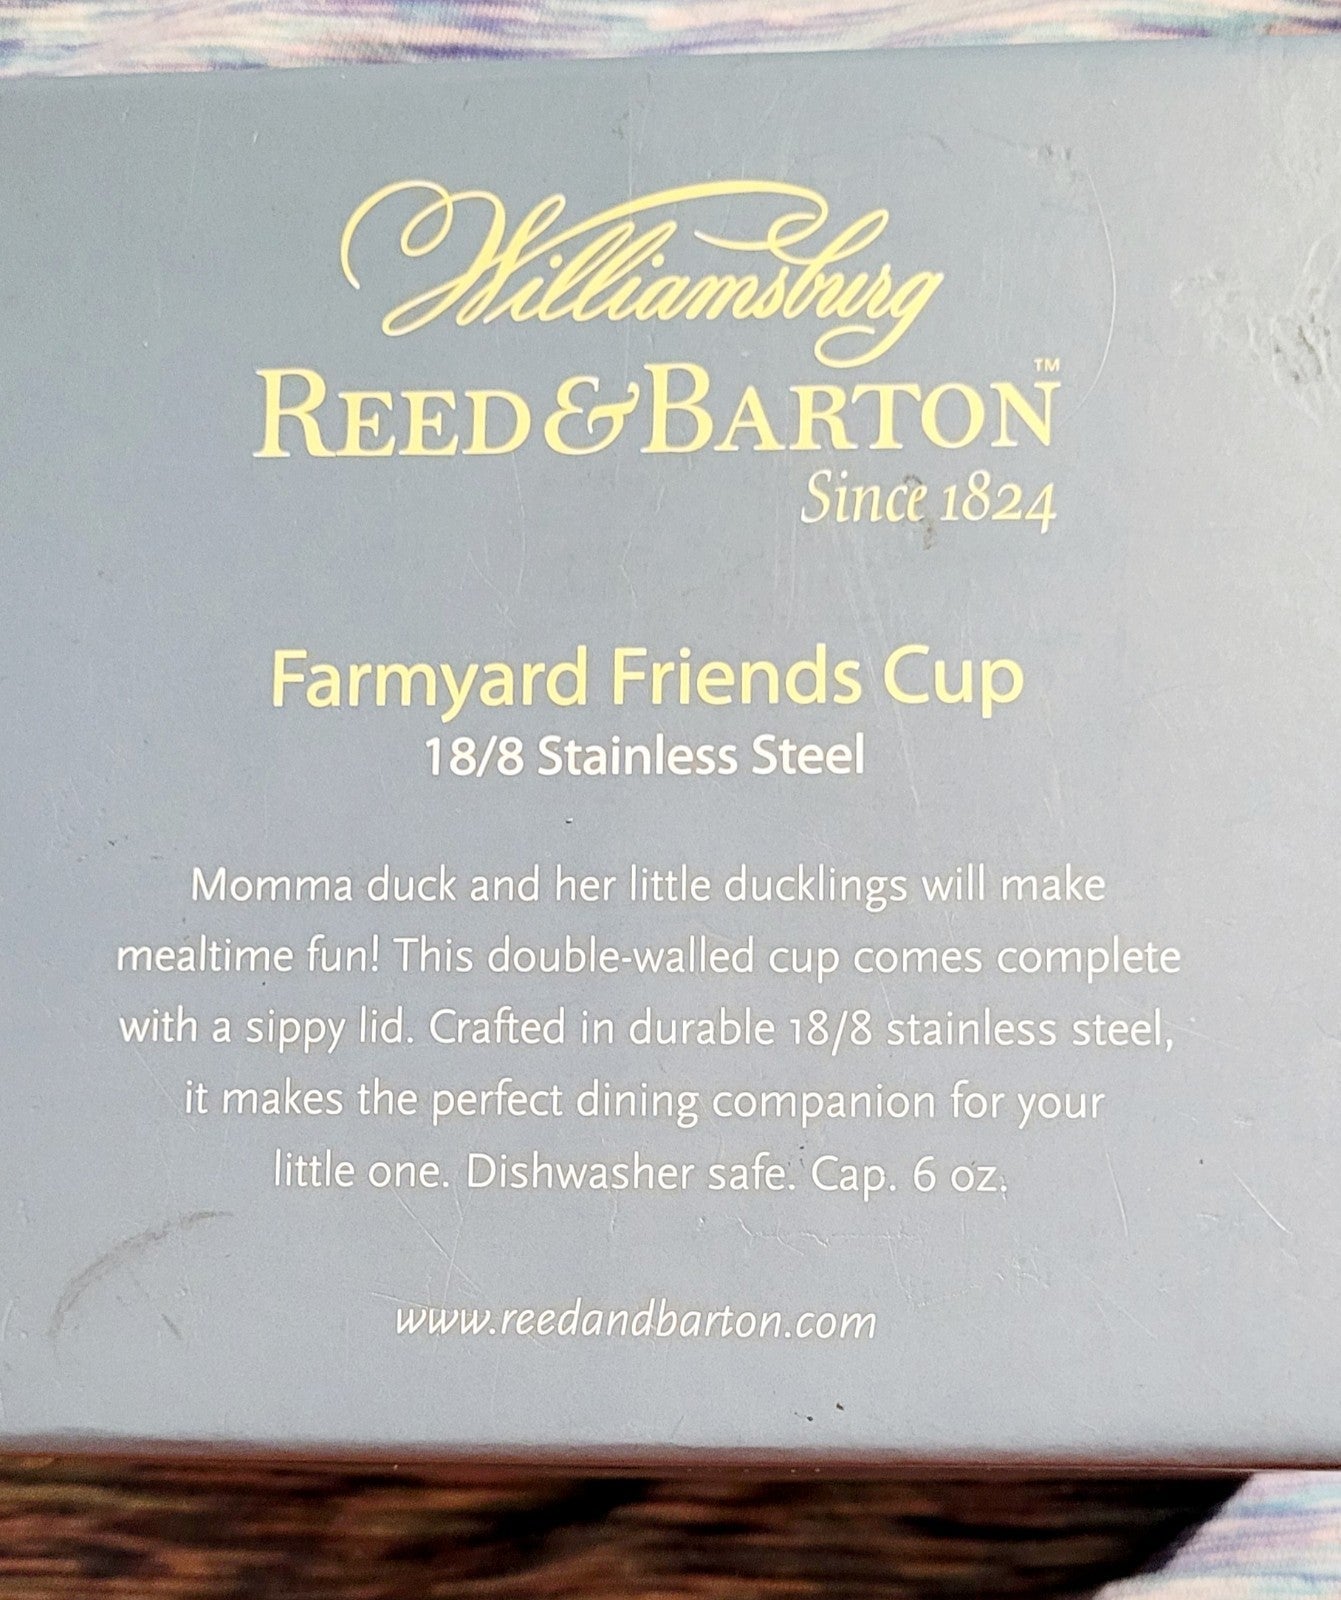 Williamsburg
REED & BARTON™
Since 1824
Farmyard Friends Cup
18/8 Stainless Steel
Momma duck and her little ducklings will make
mealtime fun! This double-walled cup comes complete
with a sippy lid. Crafted in durable 18/8 stainless steel,
it makes the perfect dining companion for your
little one. Dishwasher safe. Cap. 6 oz.
www.reedandbarton.com